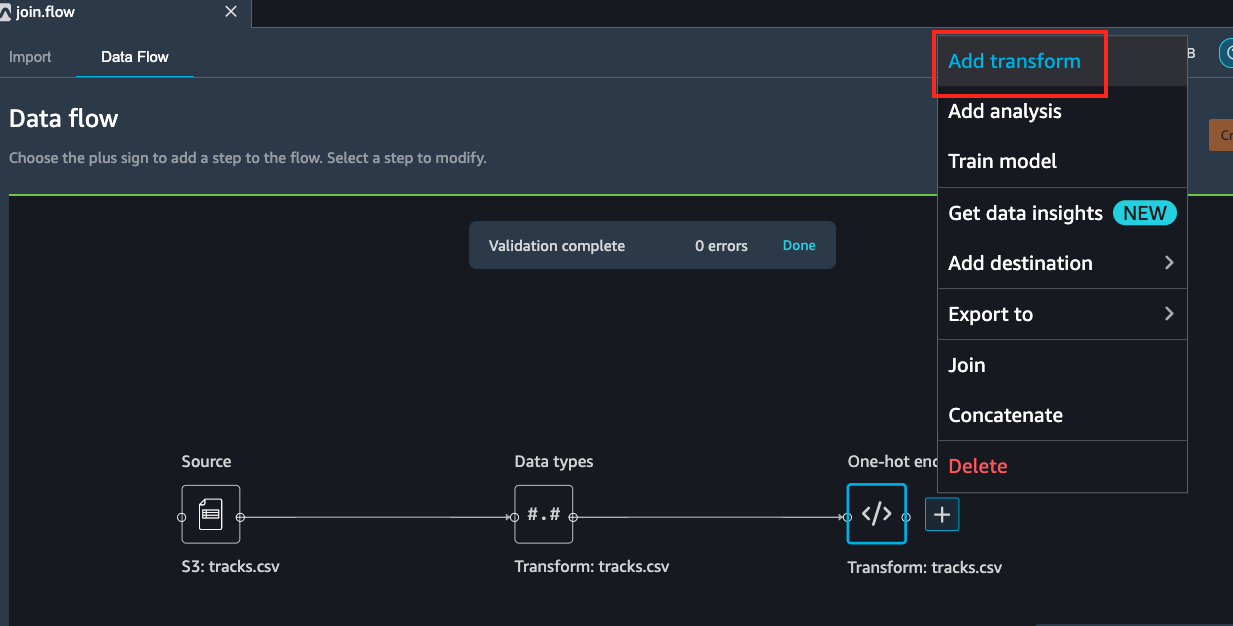 join.flow
Import
Data Flow
B
Data flow
Choose the plus sign to add a step to the flow. Select a step to modify.
Cr
Validation complete
0 errors
Done
Add transform
Add analysis
Train model
Get data insights NEW
Add destination
Export to
Join
Concatenate
Delete
Source
Data types
One-hot enc
#.#
</>
S3: tracks.csv
Transform: tracks.csv
Transform: tracks.csv